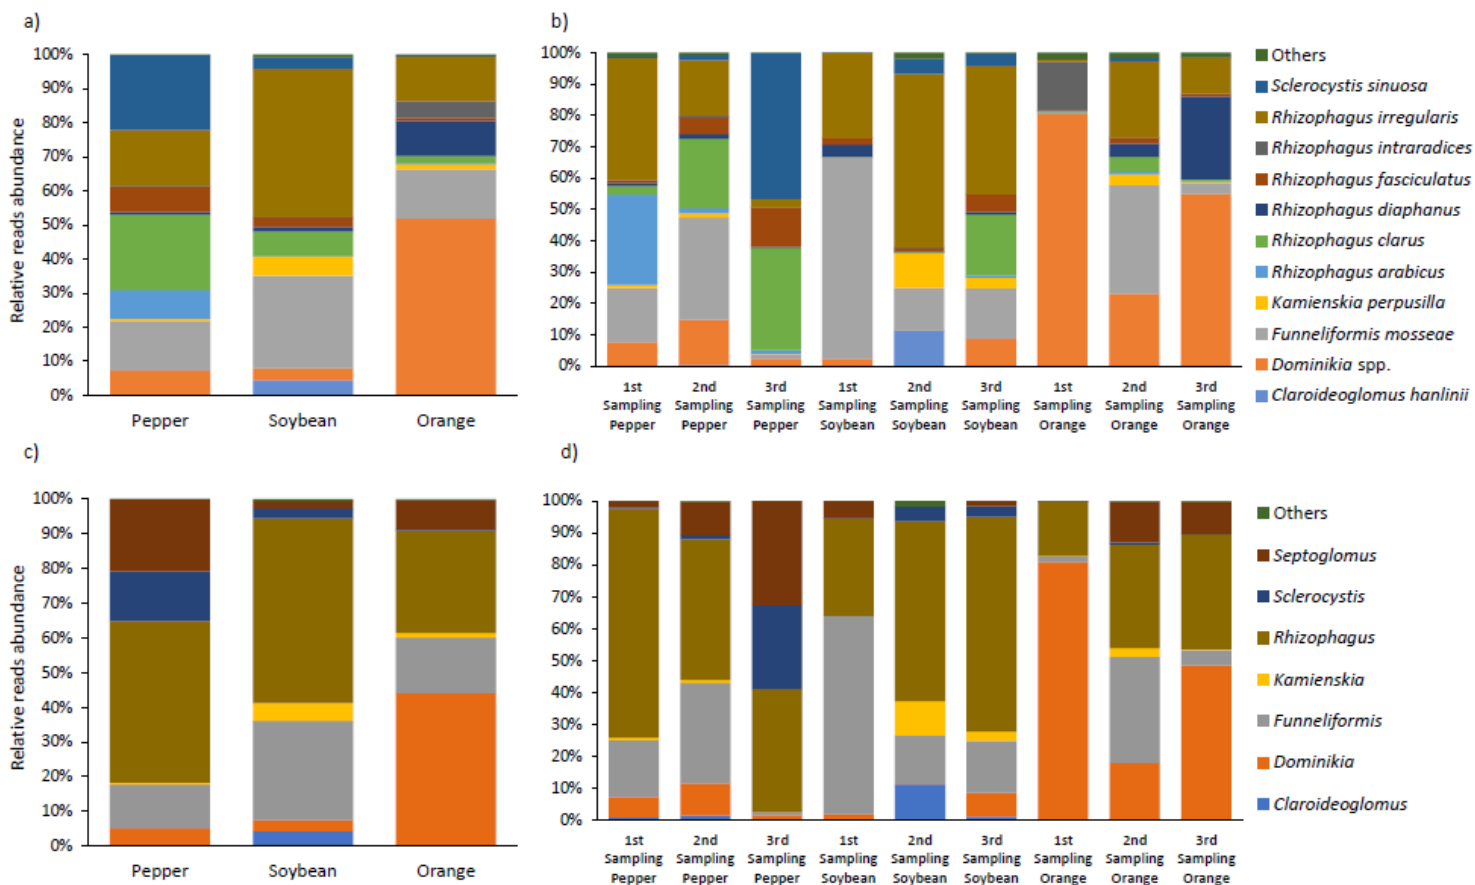 a)
Relative reads abundance
100%
90%
80%
70%
60%
50%
40%
30%
20%
10%
0%
Pepper
Soybean
Orange
b)
100%
90%
80%
70%
60%
50%
40%
30%
20%
10%
0%
1st
Sampling
Pepper
2nd
Sampling
Pepper
3rd
Sampling
Pepper
1st
Sampling
Soybean
2nd
Sampling
Soybean
3rd
Sampling
Soybean
1st
Sampling
Orange
2nd
Sampling
Orange
3rd
Sampling
Orange
Others
Sclerocystis sinuosa
Rhizophagus irregularis
Rhizophagus intraradices
Rhizophagus fasciculatus
Rhizophagus diaphanus
Rhizophagus clarus
Rhizophagus arabicus
Kamienskia perpusilla
Funneliformis mosseae
Dominikia spp.
Claroideoglomus hanlinii
c)
Relative reads abundance
100%
90%
80%
70%
60%
50%
40%
30%
20%
10%
0%
Pepper
Soybean
Orange
d)
100%
90%
80%
70%
60%
50%
40%
30%
20%
10%
0%
1st
Sampling
Pepper
2nd
Sampling
Pepper
3rd
Sampling
Pepper
1st
Sampling
Soybean
2nd
Sampling
Soybean
3rd
Sampling
Soybean
1st
Sampling
Orange
2nd
Sampling
Orange
3rd
Sampling
Orange
Others
Septoglomus
Sclerocystis
Rhizophagus
Kamienskia
Funneliformis
Dominikia
Claroideoglomus